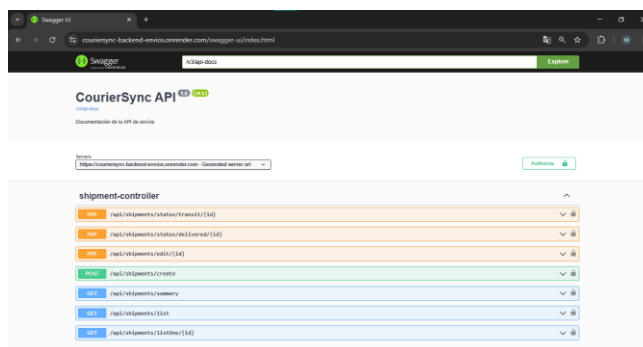 Swagger UI
couriersync-backend-envios.onrender.com/swagger-ui/index.html
M
Swagger
/v3/api-docs
Explore
CourierSync API 1.0 OAS 3.1
/v3/api-docs
Documentación de la API de envíos
Servers
https://couriersync-backend-envios.onrender.com - Generated server url
Authorize
shipment-controller
PUT /api/shipments/status/transit/{id}
PUT /api/shipments/status/delivered/{id}
PUT /api/shipments/edit/{id}
POST /api/shipments/create
GET /api/shipments/summary
GET /api/shipments/list
GET /api/shipments/listOne/{id}